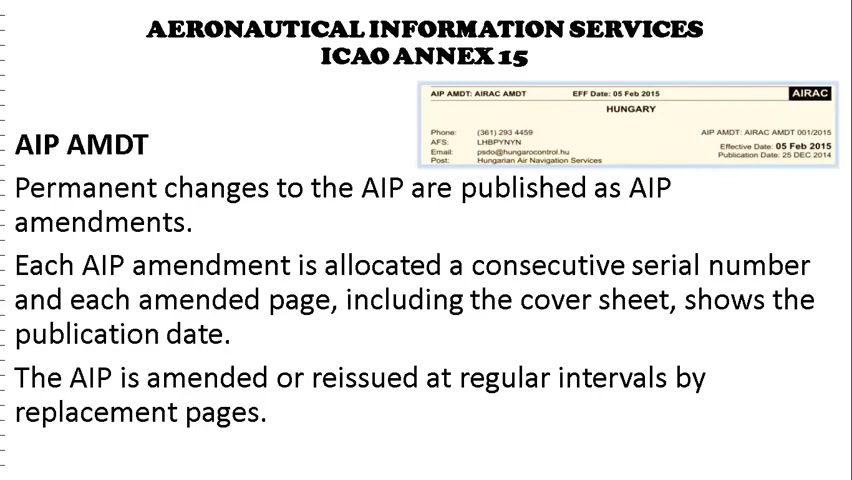 AERONAUTICAL INFORMATION SERVICES
ICAO ANNEX 15
AIP AMDT: AIRAC AMDT EFF Date: 05 Feb 2015 AIRAC
HUNGARY
Phone: (361) 293 4459
AFS: LHBPYNYN
Email: psdo@hungarocontrol.hu
Post: Hungarian Air Navigation Services
AIP AMDT: AIRAC AMDT 001/2015
Effective Date: 05 Feb 2015
Publication Date: 25 DEC 2014
AIP AMDT
Permanent changes to the AIP are published as AIP
amendments.
Each AIP amendment is allocated a consecutive serial number
and each amended page, including the cover sheet, shows the
publication date.
The AIP is amended or reissued at regular intervals by
replacement pages.